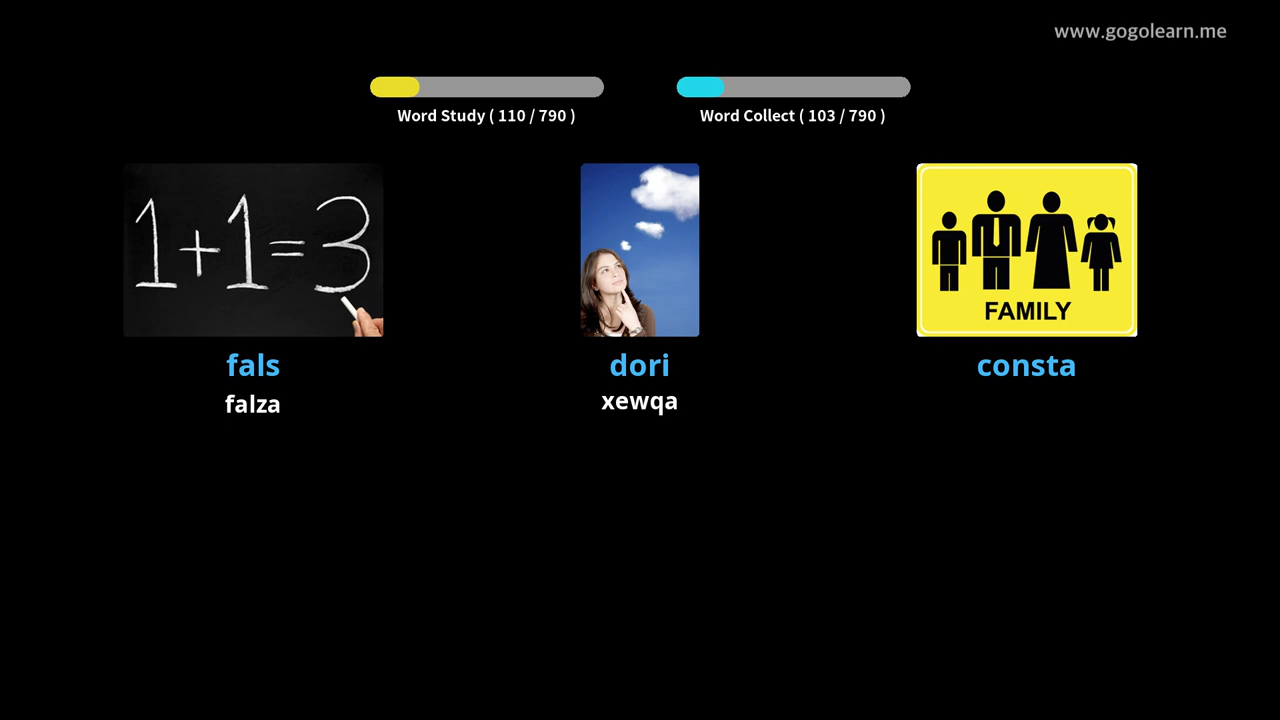 www.gogolearn.me
Word Study ( 110 / 790 )
Word Collect ( 103 / 790 )
1+1=3
FAMILY
fals
dori
consta
falza
xewqa